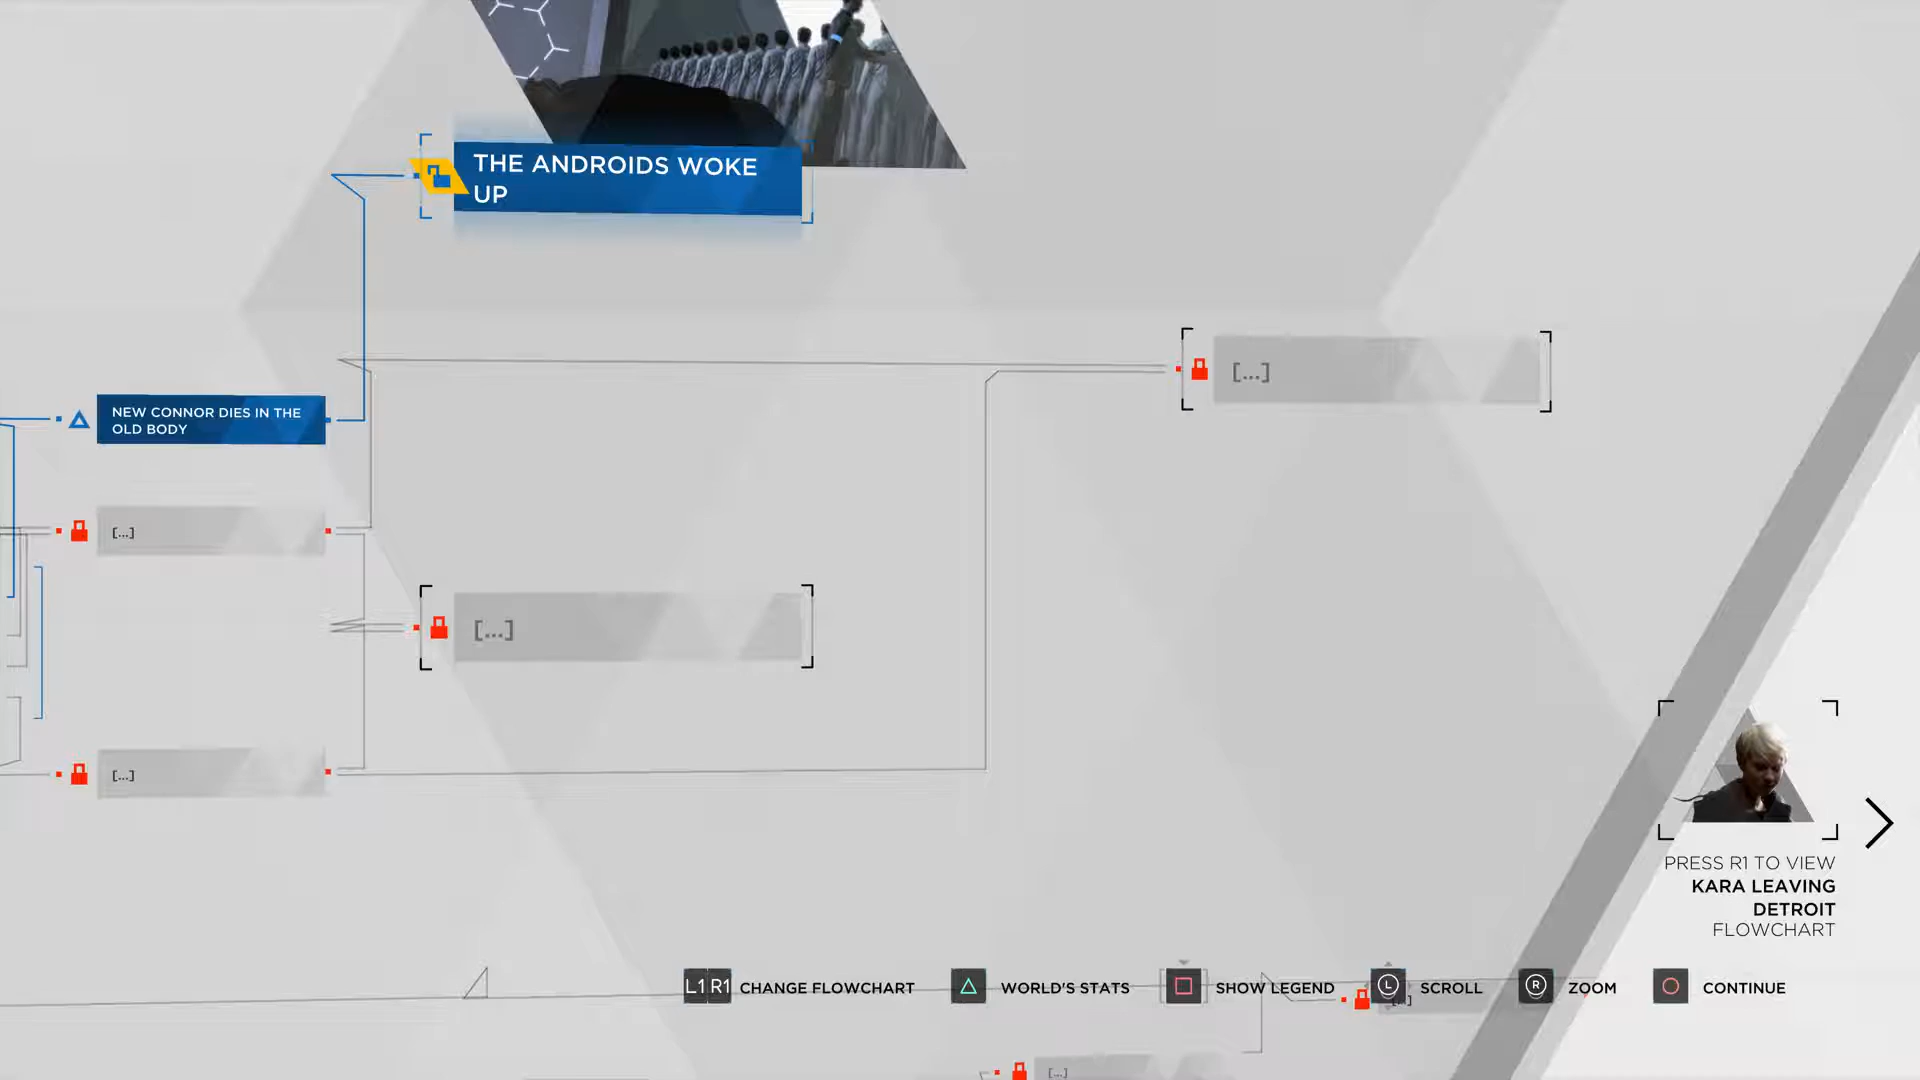 THE ANDROIDS WOKE
UP
[...]
NEW CONNOR DIES IN THE
OLD BODY
[...]
[...]
[...]
PRESS R1 TO VIEW
KARA LEAVING
DETROIT
FLOWCHART
L1 R1 CHANGE FLOWCHART WORLD'S STATS SHOW LEGEND L SCROLL R ZOOM CONTINUE
[...]
[...]